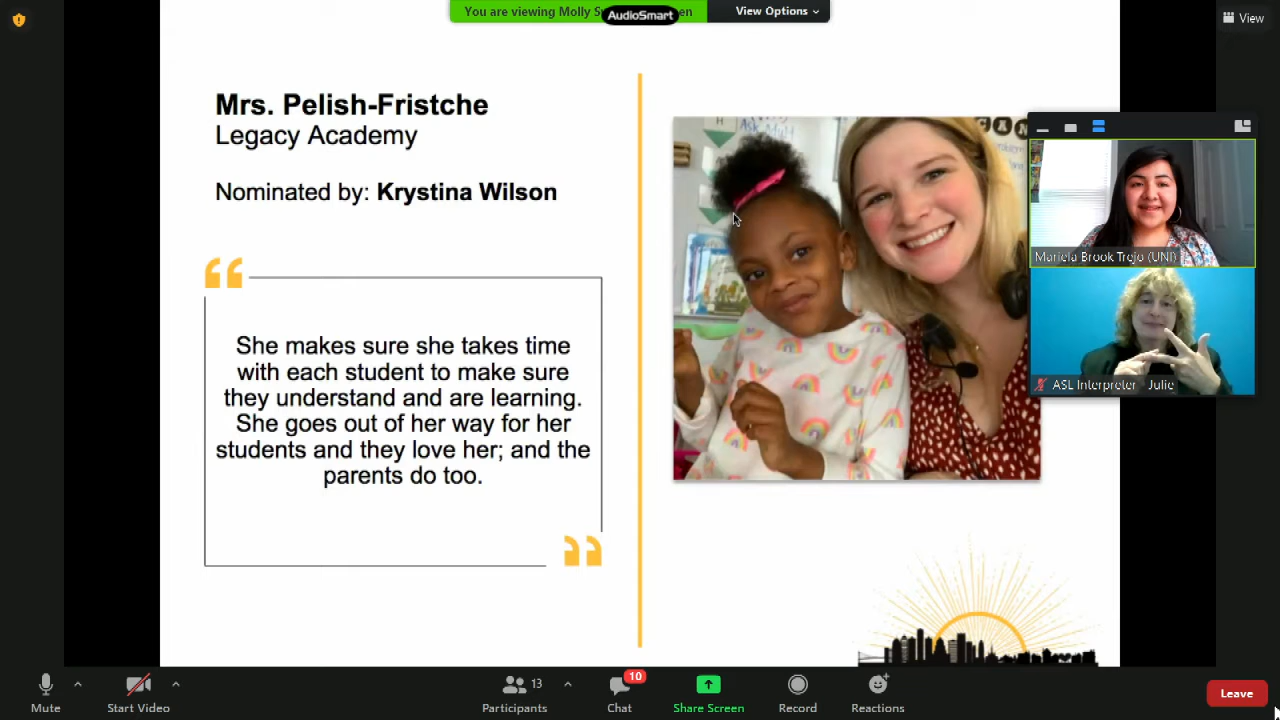 You are viewing Molly S
en
AudioSmart
View Options
View
Mrs. Pelish-Fristche
Legacy Academy
Nominated by: Krystina Wilson
She makes sure she takes time
with each student to make sure
they understand and are learning.
She goes out of her way for her
students and they love her; and the
parents do too.
Mariela Brook Trejo (UNI)
ASL Interpreter - Julie
Mute
Start Video
13
Participants
10
Chat
Share Screen
Record
Reactions
Leave